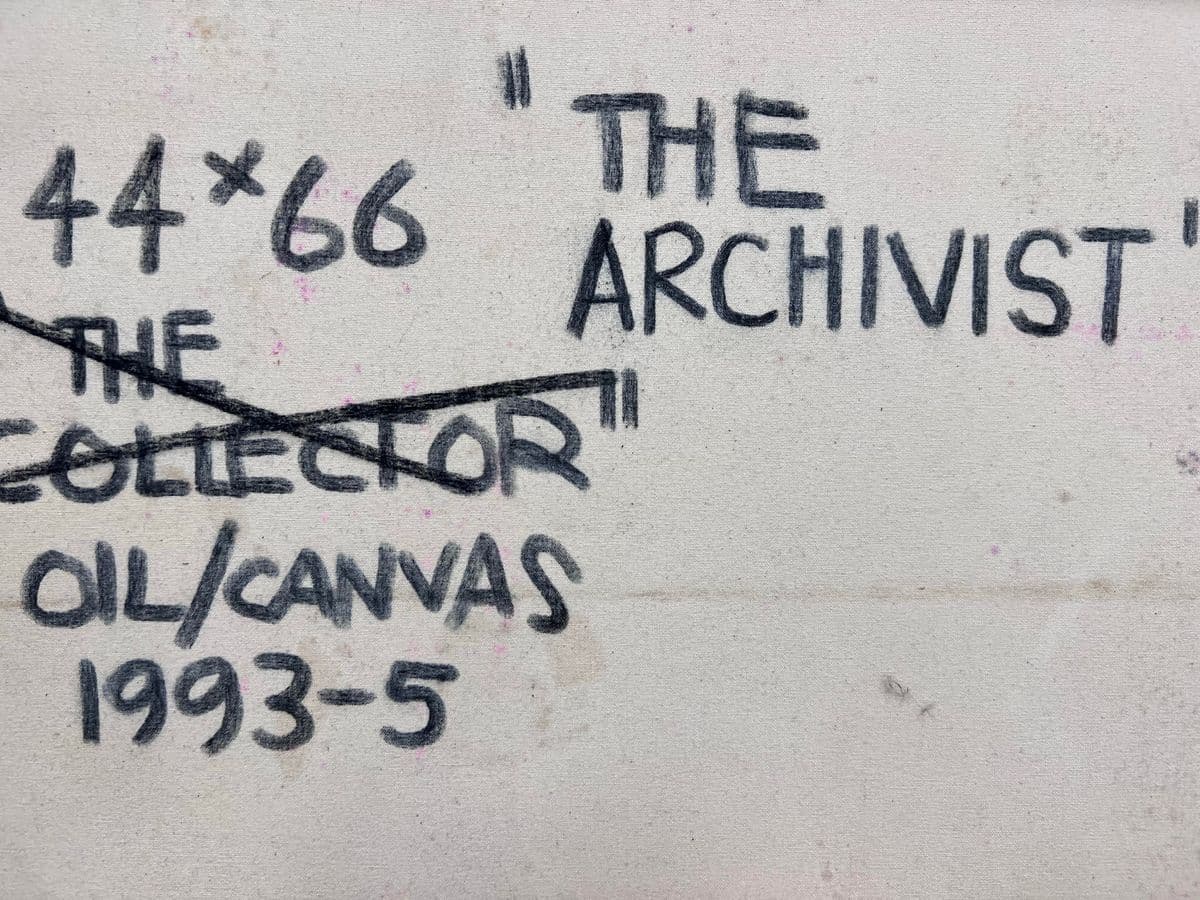 44×66
"THE
ARCHIVIST"
THE
COLLECTOR"
OIL/CANVAS
1993-5